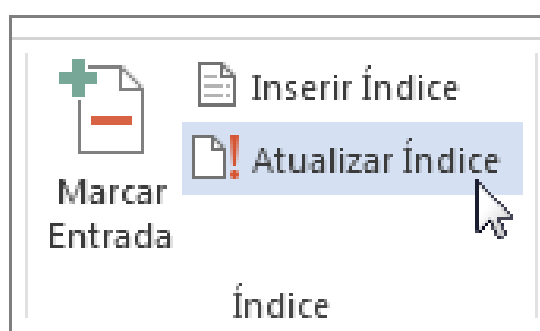 Inserir Índice
Atualizar Índice
Marcar
Entrada
Índice